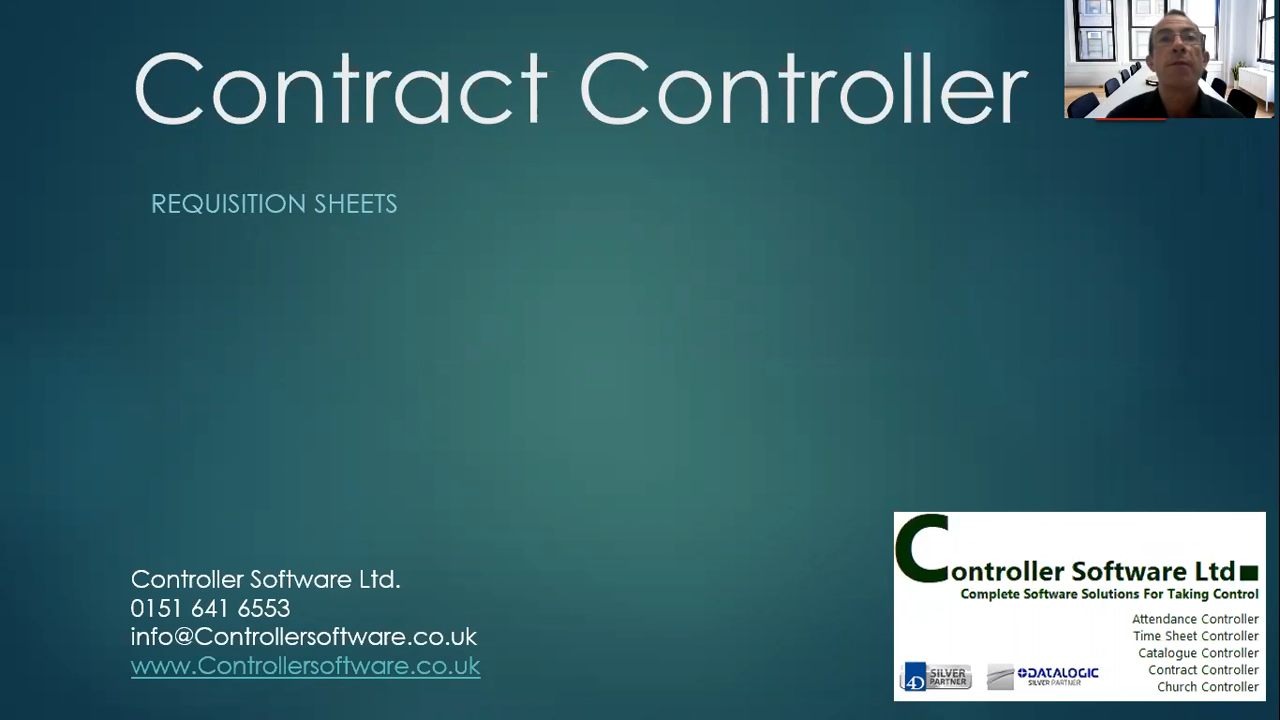 Contract Controller
REQUISITION SHEETS
Controller Software Ltd.
0151 641 6553
info@Controllersoftware.co.uk
www.Controllersoftware.co.uk
Controller Software Ltd
Complete Software Solutions For Taking Control
Attendance Controller
Time Sheet Controller
Catalogue Controller
Contract Controller
Church Controller
4D SILVER PARTNER
DATALOGIC
SILVER PARTNER